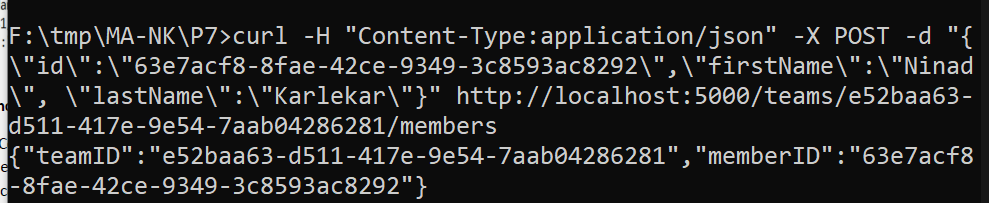 F:\tmp\MA-NK\P7>curl -H "Content-Type:application/json" -X POST -d "{
\"id\":\"63e7acf8-8fae-42ce-9349-3c8593ac8292\",\"firstName\":\"Ninad
\", \"lastName\":\"Karlekar\"}" http://localhost:5000/teams/e52baa63-
d511-417e-9e54-7aab04286281/members
{"teamID":"e52baa63-d511-417e-9e54-7aab04286281","memberID":"63e7acf8
-8fae-42ce-9349-3c8593ac8292"}